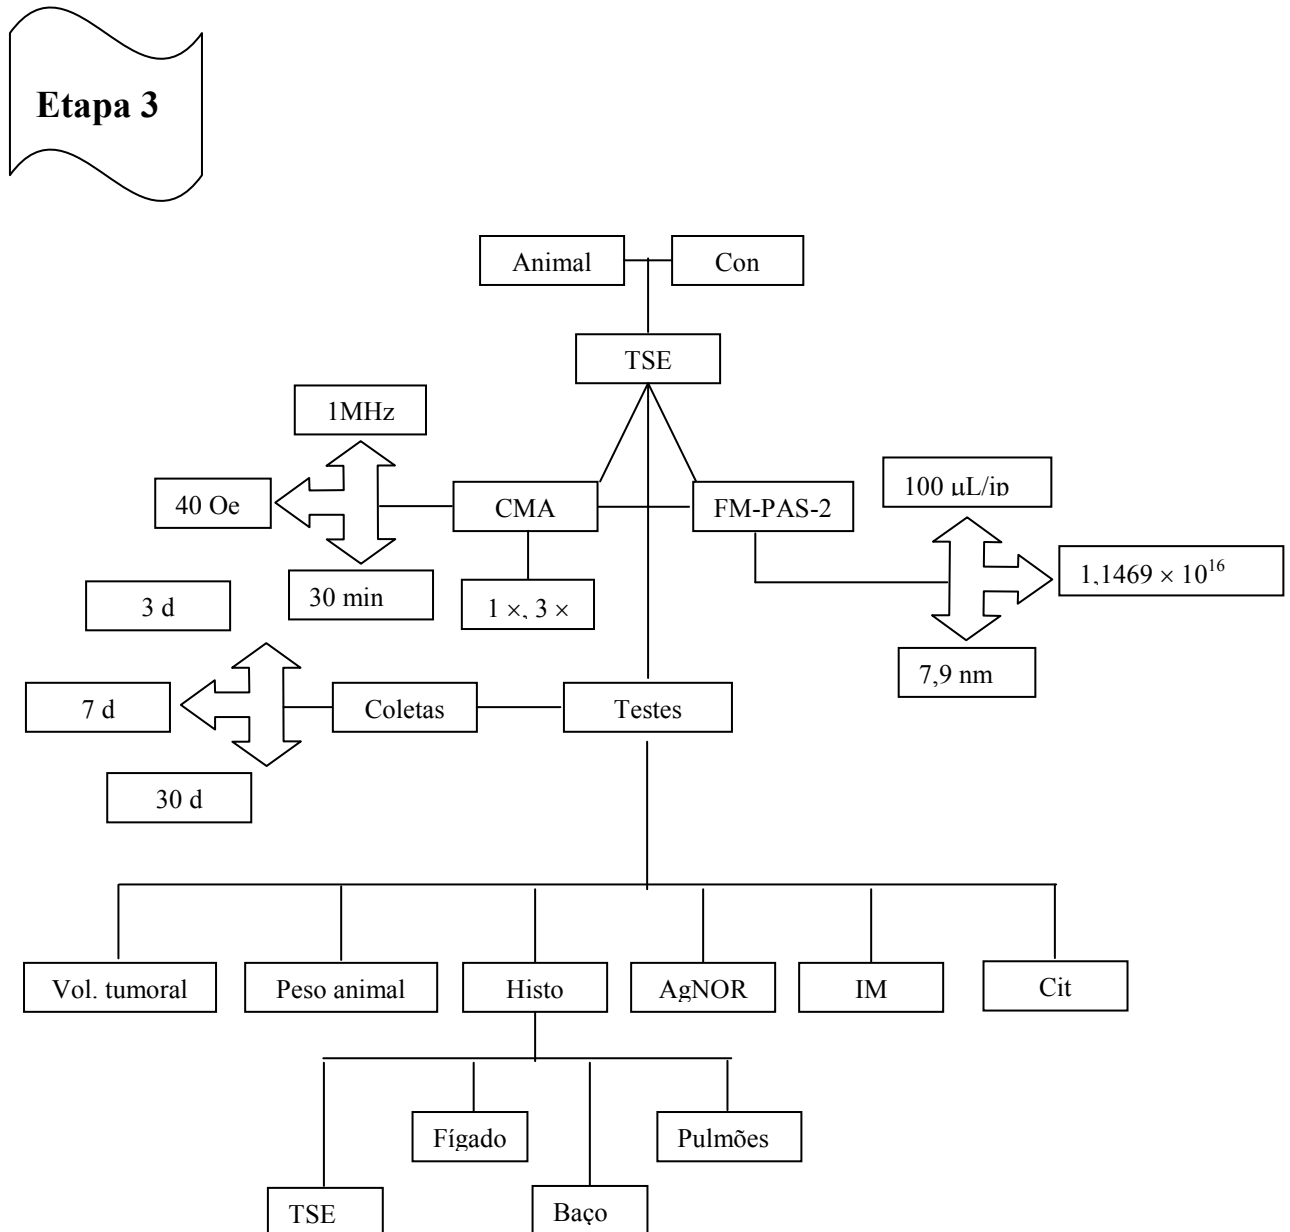 Etapa 3
Animal
Con
TSE
1MHz
40 Oe
30 min
CMA
1 ×, 3 ×
FM-PAS-2
100 µL/ip
1,1469 × 10¹⁶
7,9 nm
3 d
7 d
30 d
Coletas
Testes
Vol. tumoral
Peso animal
Histo
AgNOR
IM
Cit
Fígado
Pulmões
TSE
Baço